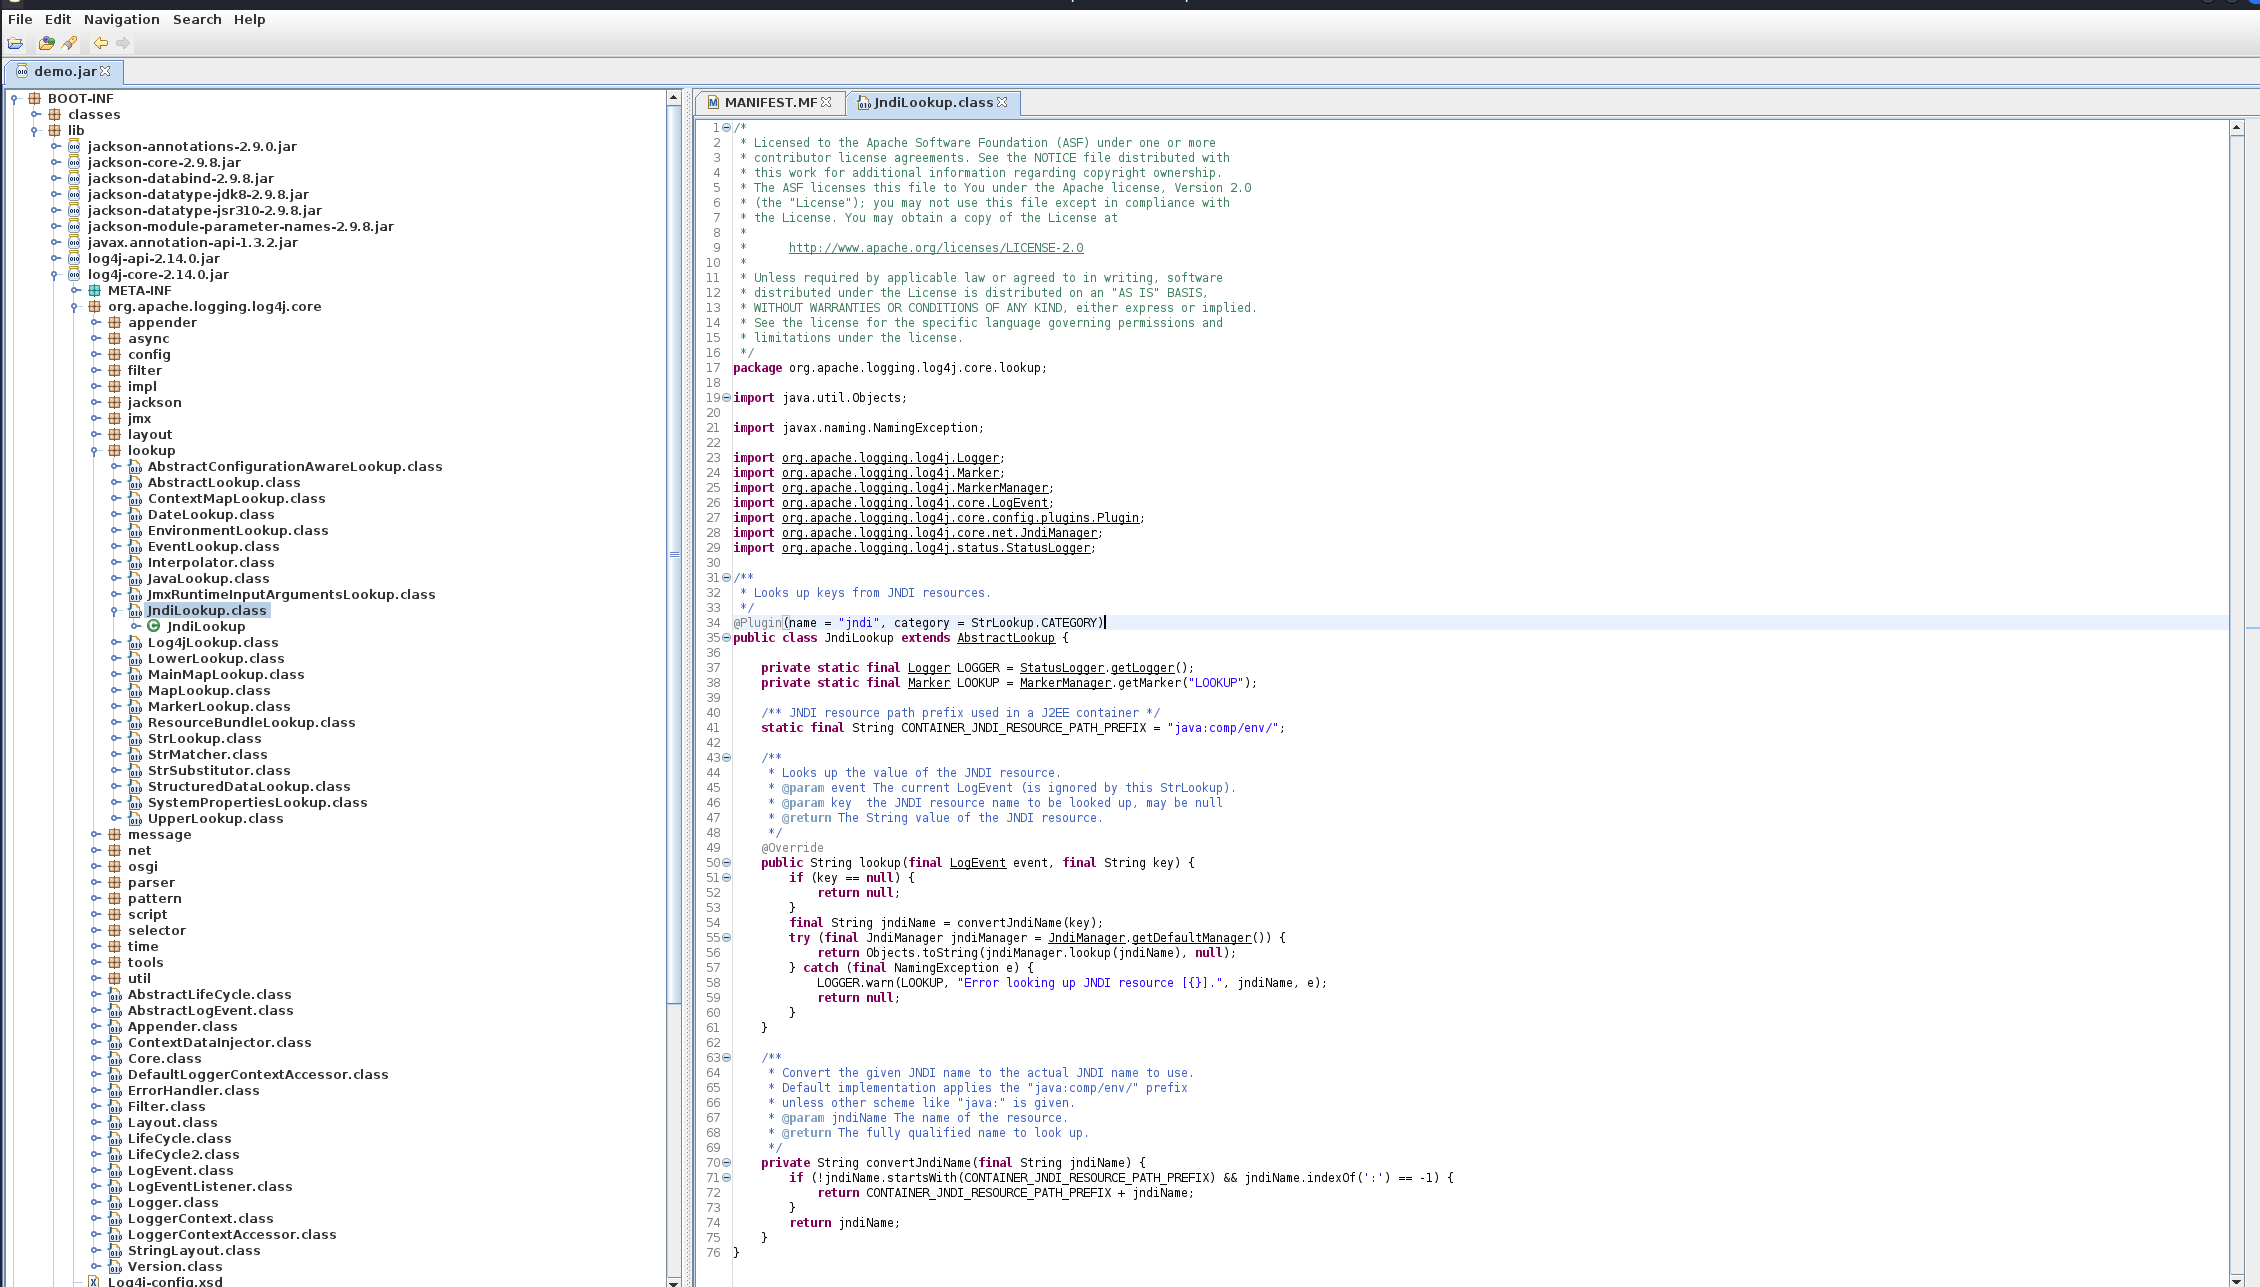 File Edit Navigation Search Help
demo.jar
BOOT-INF
classes
lib
jackson-annotations-2.9.0.jar
jackson-core-2.9.8.jar
jackson-databind-2.9.8.jar
jackson-datatype-jdk8-2.9.8.jar
jackson-datatype-jsr310-2.9.8.jar
jackson-module-parameter-names-2.9.8.jar
javax.annotation-api-1.3.2.jar
log4j-api-2.14.0.jar
log4j-core-2.14.0.jar
META-INF
org.apache.logging.log4j.core
appender
async
config
filter
impl
jackson
jmx
layout
lookup
AbstractConfigurationAwareLookup.class
AbstractLookup.class
ContextMapLookup.class
DateLookup.class
EnvironmentLookup.class
EventLookup.class
Interpolator.class
JavaLookup.class
JmxRuntimeInputArgumentsLookup.class
JndiLookup.class
JndiLookup
Log4jLookup.class
LowerLookup.class
MainMapLookup.class
MapLookup.class
MarkerLookup.class
ResourceBundleLookup.class
StrLookup.class
StrMatcher.class
StrSubstitutor.class
StructuredDataLookup.class
SystemPropertiesLookup.class
UpperLookup.class
message
net
osgi
parser
pattern
script
selector
time
tools
util
AbstractLifeCycle.class
AbstractLogEvent.class
Appender.class
ContextDataInjector.class
Core.class
DefaultLoggerContextAccessor.class
ErrorHandler.class
Filter.class
Layout.class
LifeCycle.class
LifeCycle2.class
LogEvent.class
LogEventListener.class
Logger.class
LoggerContext.class
LoggerContextAccessor.class
StringLayout.class
Version.class
Log4j-config.xsd
MANIFEST.MF JndiLookup.class
1 /*
2 * Licensed to the Apache Software Foundation (ASF) under one or more
3 * contributor license agreements. See the NOTICE file distributed with
4 * this work for additional information regarding copyright ownership.
5 * The ASF licenses this file to You under the Apache license, Version 2.0
6 * (the "License"); you may not use this file except in compliance with
7 * the License. You may obtain a copy of the License at
8 *
9 * http://www.apache.org/licenses/LICENSE-2.0
10 *
11 * Unless required by applicable law or agreed to in writing, software
12 * distributed under the License is distributed on an "AS IS" BASIS,
13 * WITHOUT WARRANTIES OR CONDITIONS OF ANY KIND, either express or implied.
14 * See the license for the specific language governing permissions and
15 * limitations under the license.
16 */
17 package org.apache.logging.log4j.core.lookup;
18
19 import java.util.Objects;
20
21 import javax.naming.NamingException;
22
23 import org.apache.logging.log4j.Logger;
24 import org.apache.logging.log4j.Marker;
25 import org.apache.logging.log4j.MarkerManager;
26 import org.apache.logging.log4j.core.LogEvent;
27 import org.apache.logging.log4j.core.config.plugins.Plugin;
28 import org.apache.logging.log4j.core.net.JndiManager;
29 import org.apache.logging.log4j.status.StatusLogger;
30
31 /**
32 * Looks up keys from JNDI resources.
33 */
34 @Plugin(name = "jndi", category = StrLookup.CATEGORY)
35 public class JndiLookup extends AbstractLookup {
36
37 private static final Logger LOGGER = StatusLogger.getLogger();
38 private static final Marker LOOKUP = MarkerManager.getMarker("LOOKUP");
39
40 /** JNDI resource path prefix used in a J2EE container */
41 static final String CONTAINER_JNDI_RESOURCE_PATH_PREFIX = "java:comp/env/";
42
43 /**
44 * Looks up the value of the JNDI resource.
45 * @param event The current LogEvent (is ignored by this StrLookup).
46 * @param key  the JNDI resource name to be looked up, may be null
47 * @return The String value of the JNDI resource.
48 */
49 @Override
50 public String lookup(final LogEvent event, final String key) {
51 if (key == null) {
52 return null;
53 }
54 final String jndiName = convertJndiName(key);
55 try (final JndiManager jndiManager = JndiManager.getDefaultManager()) {
56 return Objects.toString(jndiManager.lookup(jndiName), null);
57 } catch (final NamingException e) {
58 LOGGER.warn(LOOKUP, "Error looking up JNDI resource [{}].", jndiName, e);
59 return null;
60 }
61 }
62
63 /**
64 * Convert the given JNDI name to the actual JNDI name to use.
65 * Default implementation applies the "java:comp/env/" prefix
66 * unless other scheme like "java:" is given.
67 * @param jndiName The name of the resource.
68 * @return The fully qualified name to look up.
69 */
70 private String convertJndiName(final String jndiName) {
71 if (!jndiName.startsWith(CONTAINER_JNDI_RESOURCE_PATH_PREFIX) && jndiName.indexOf(':') == -1) {
72 return CONTAINER_JNDI_RESOURCE_PATH_PREFIX + jndiName;
73 }
74 return jndiName;
75 }
76 }